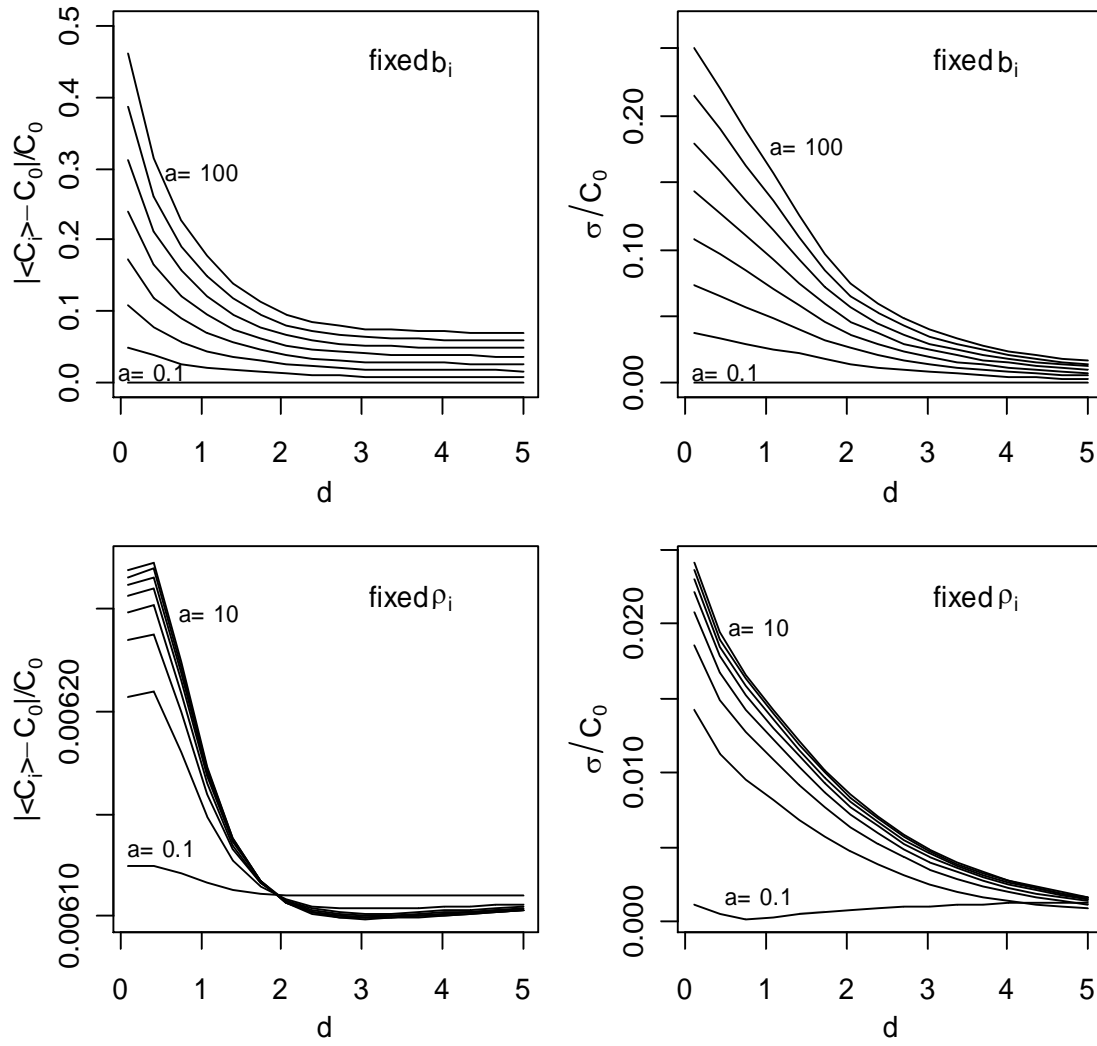 |<C_i>−C_0|/C_0
0.0 0.1 0.2 0.3 0.4 0.5
fixed b_i
a= 100
a= 0.1
0 1 2 3 4 5
d
σ/C_0
0.00 0.10 0.20
fixed b_i
a= 100
a= 0.1
0 1 2 3 4 5
d
|<C_i>−C_0|/C_0
0.00610 0.00620
fixed ρ_i
a= 10
a= 0.1
0 1 2 3 4 5
d
σ/C_0
0.000 0.010 0.020
fixed ρ_i
a= 10
a= 0.1
0 1 2 3 4 5
d